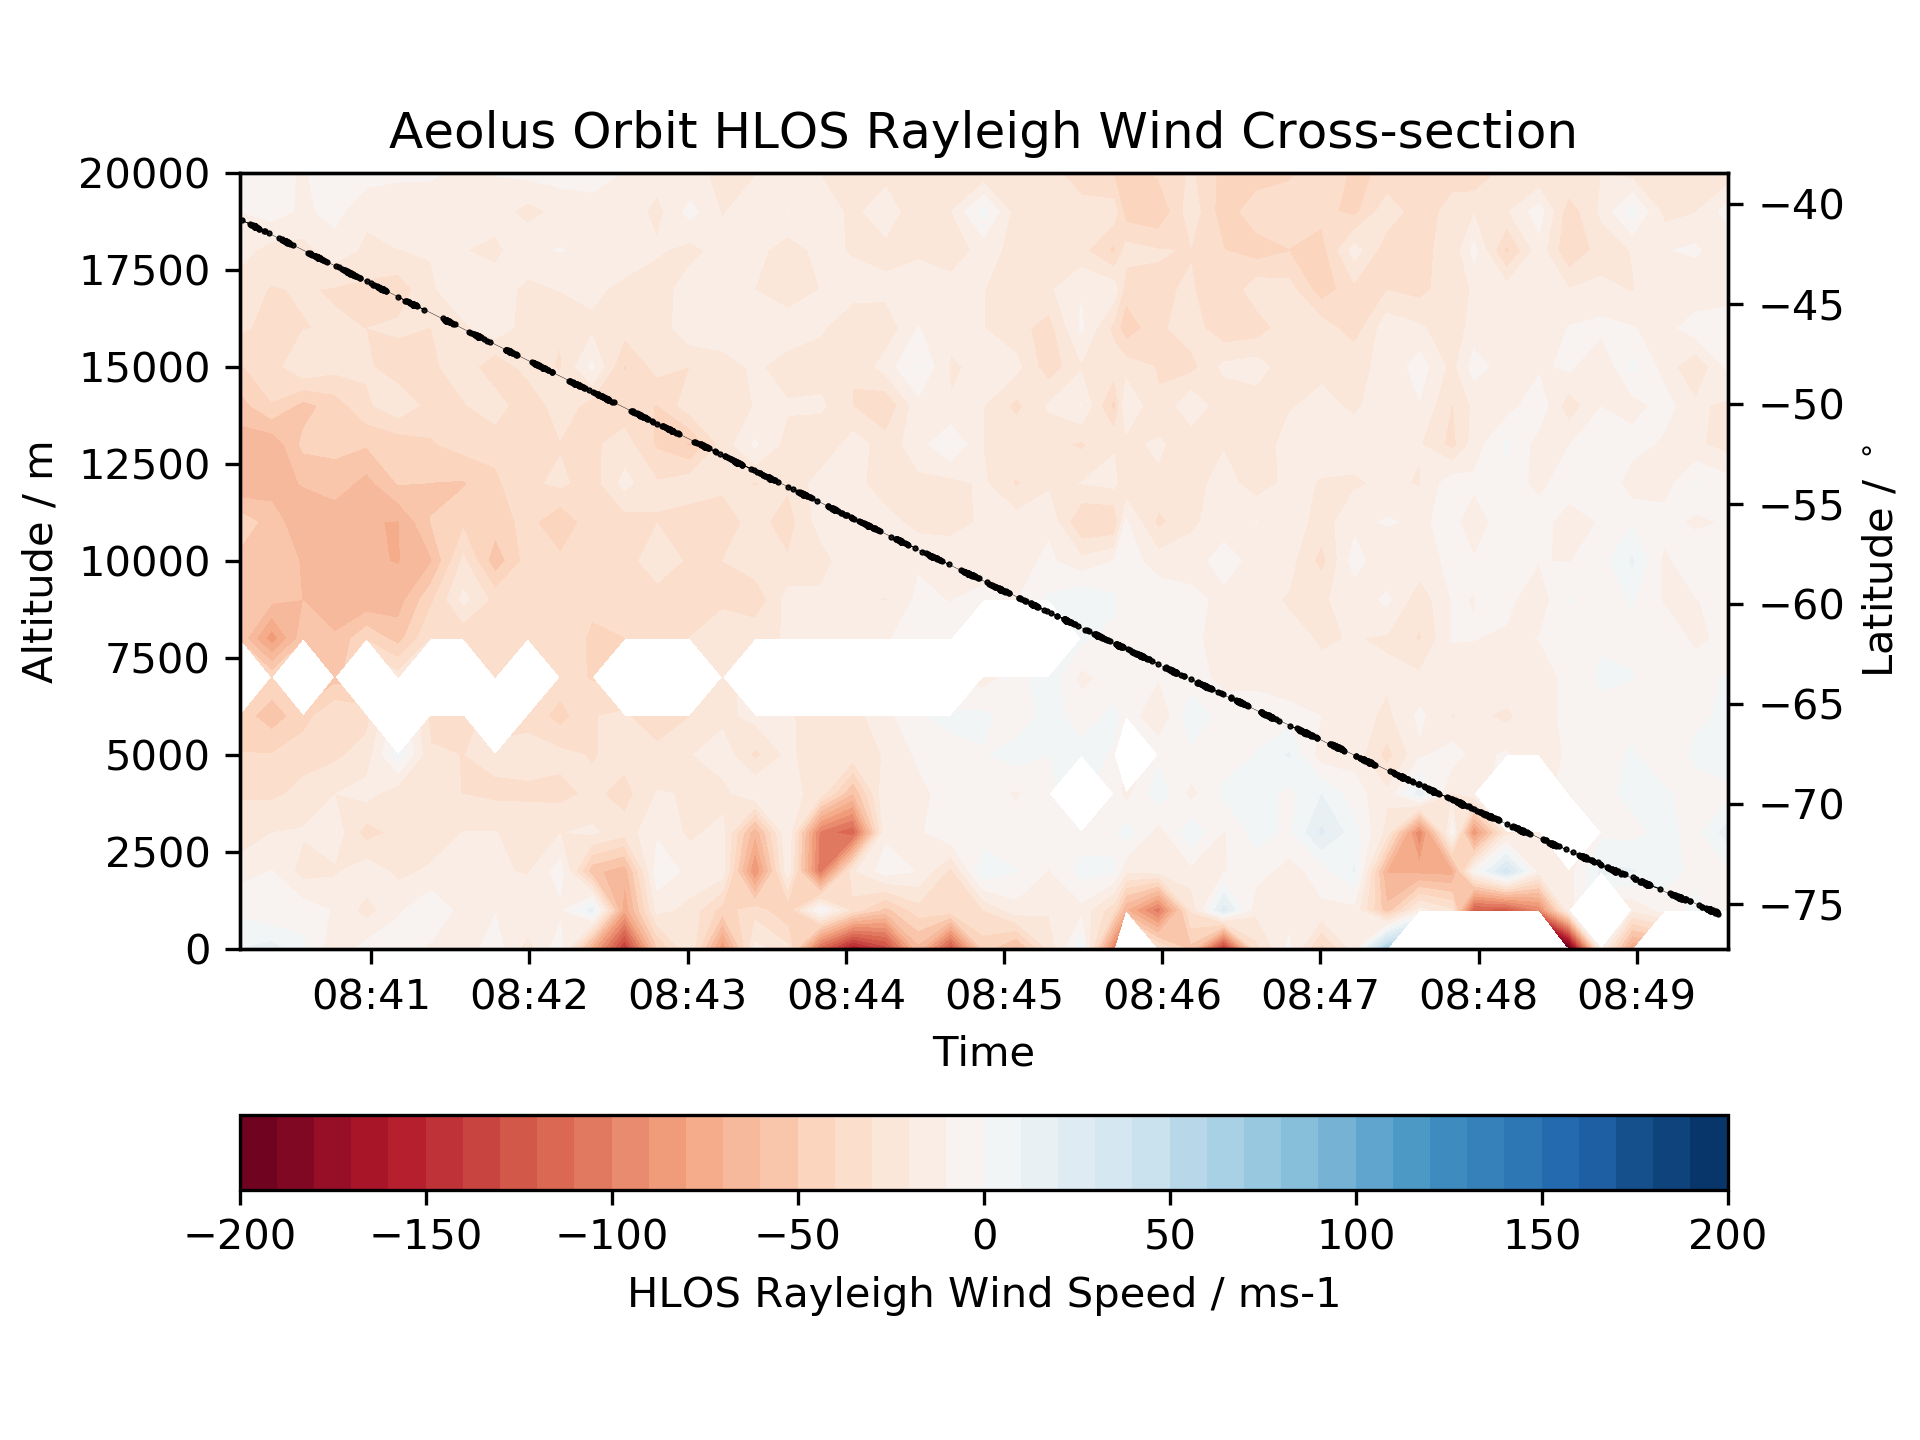 Aeolus Orbit HLOS Rayleigh Wind Cross-section
20000
17500
15000
12500
10000
7500
5000
2500
0
Altitude / m
−40
−45
−50
−55
−60
−65
−70
−75
Latitude / °
08:41 08:42 08:43 08:44 08:45 08:46 08:47 08:48 08:49
Time
−200 −150 −100 −50 0 50 100 150 200
HLOS Rayleigh Wind Speed / ms-1